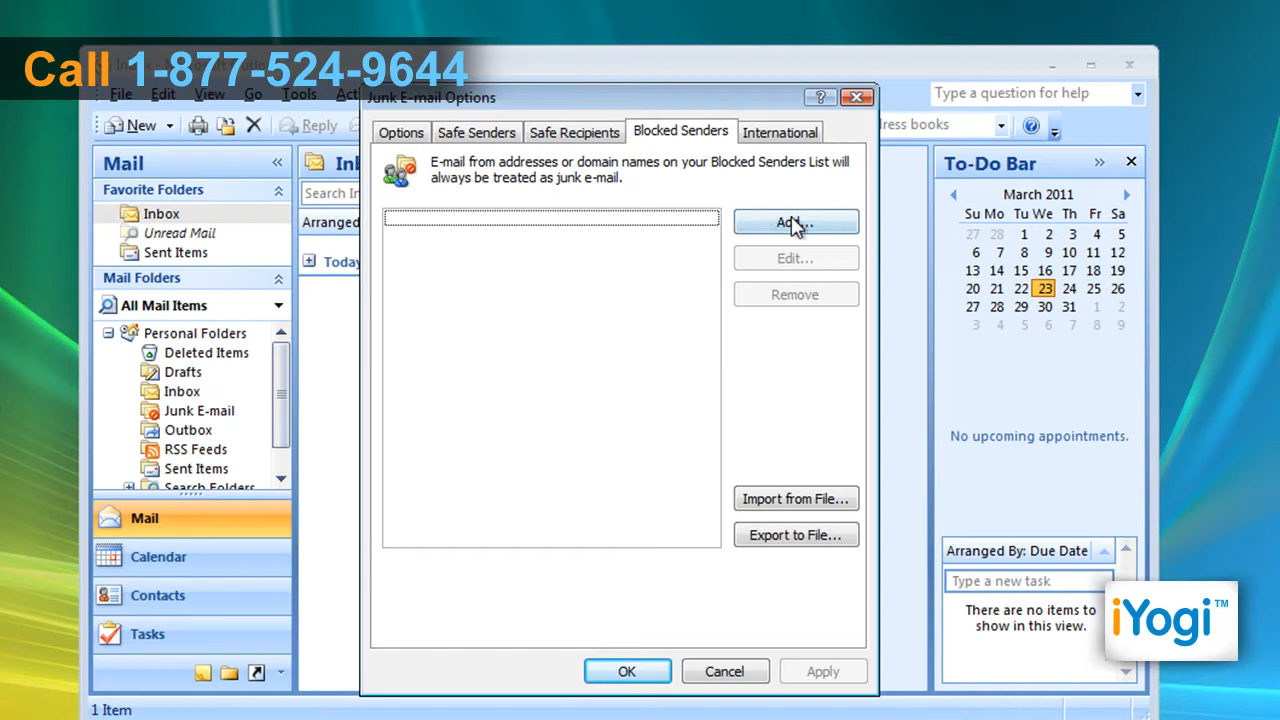 Call 1-877-524-9644
File Edit View Go Tools
Type a question for help
New
Reply
Junk E-mail Options
Options
Safe Senders
Safe Recipients
Blocked Senders
International
E-mail from addresses or domain names on your Blocked Senders List will
always be treated as junk e-mail.
Edit...
Remove
Import from File...
Export to File...
OK
Cancel
Apply
Mail
Favorite Folders
Inbox
Unread Mail
Sent Items
Mail Folders
All Mail Items
Personal Folders
Deleted Items
Drafts
Inbox
Junk E-mail
Outbox
RSS Feeds
Sent Items
Search Folders
Mail
Calendar
Contacts
Tasks
1 Item
Search In
Arranged
Today
address books
To-Do Bar
March 2011
Su Mo Tu We Th Fr Sa
27 28 1 2 3 4 5
6 7 8 9 10 11 12
13 14 15 16 17 18 19
20 21 22 23 24 25 26
27 28 29 30 31 1 2
3 4 5 6 7 8 9
No upcoming appointments.
Arranged By: Due Date
Type a new task
There are no items to
show in this view.
iYogi™